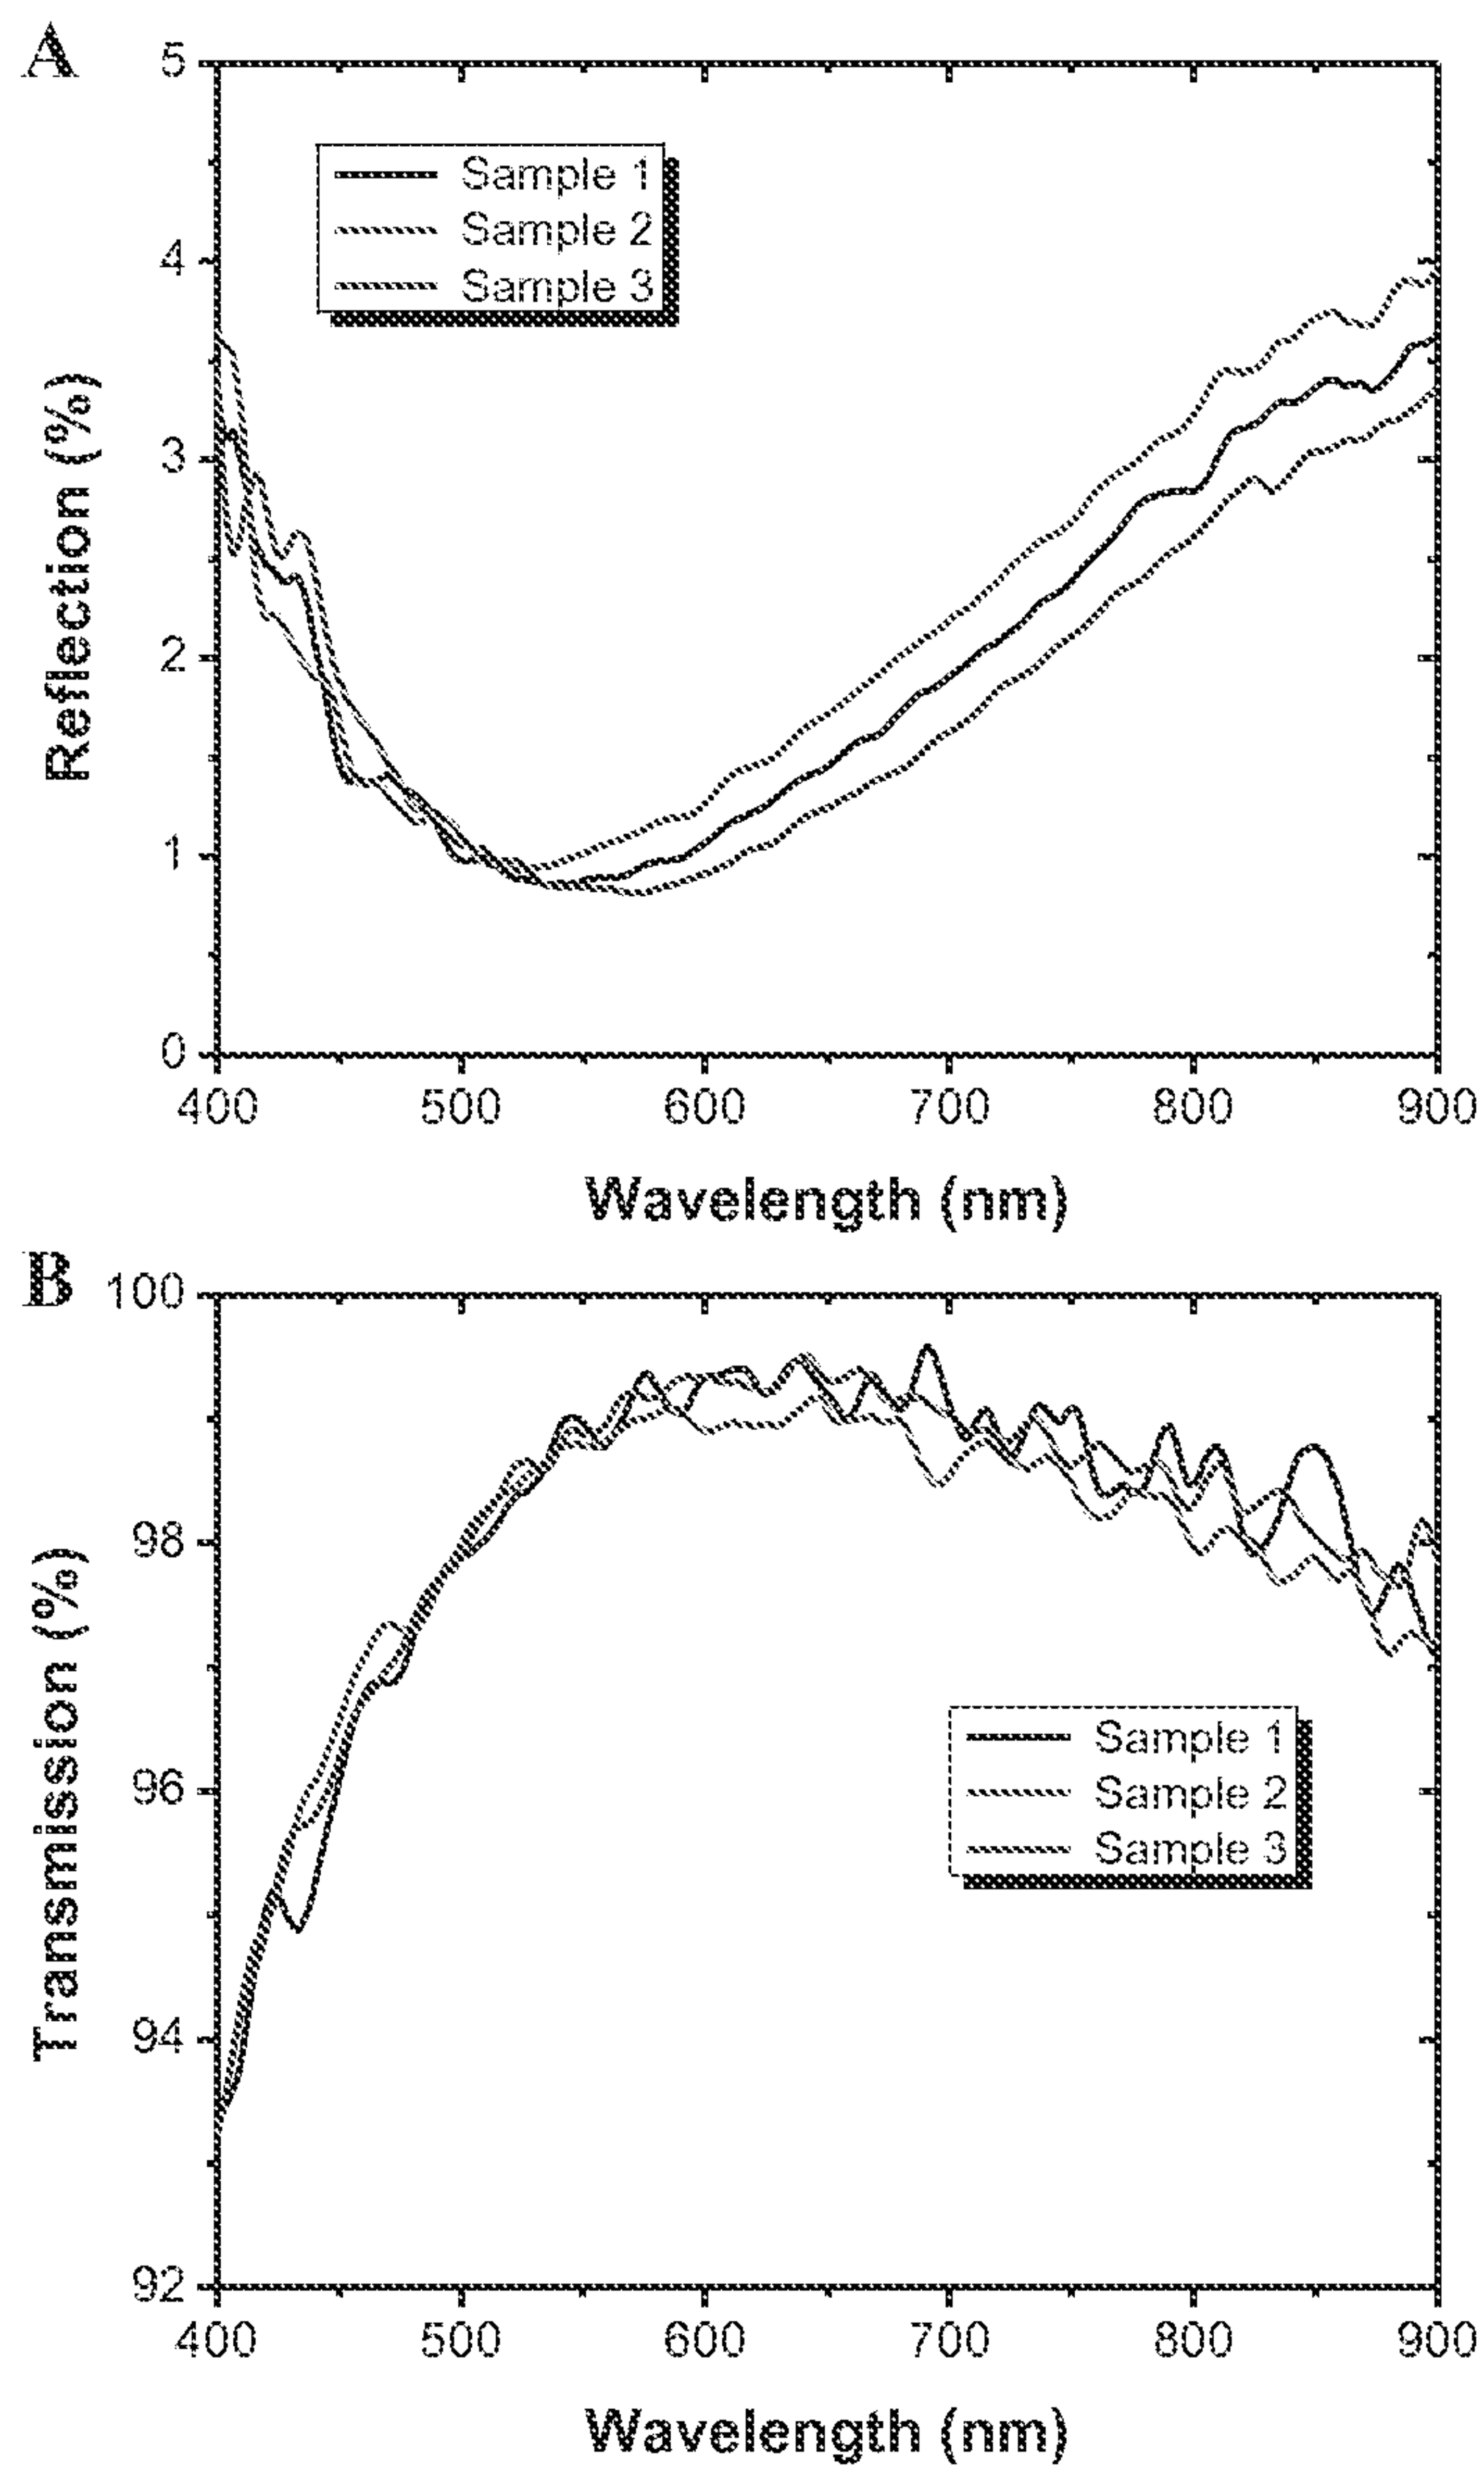 A
5
4
3
2
1
0
Reflection (%)
Sample 1
Sample 2
Sample 3
400 500 600 700 800 900
Wavelength (nm)
B
100
98
96
94
92
Transmission (%)
Sample 1
Sample 2
Sample 3
400 500 600 700 800 900
Wavelength (nm)